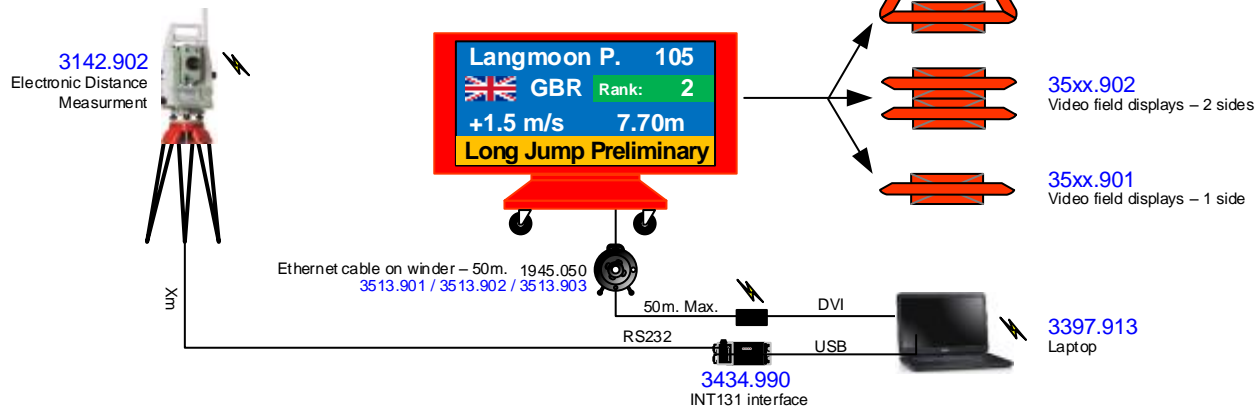 3142.902
Electronic Distance
Measurment
Langmoon P. 105
GBR Rank: 2
+1.5 m/s 7.70m
Long Jump Preliminary
35xx.902
Video field displays – 2 sides
35xx.901
Video field displays – 1 side
Ethernet cable on winder – 50m. 1945.050
3513.901 / 3513.902 / 3513.903
Xm
50m. Max.
DVI
RS232
USB
3434.990
INT131 interface
3397.913
Laptop